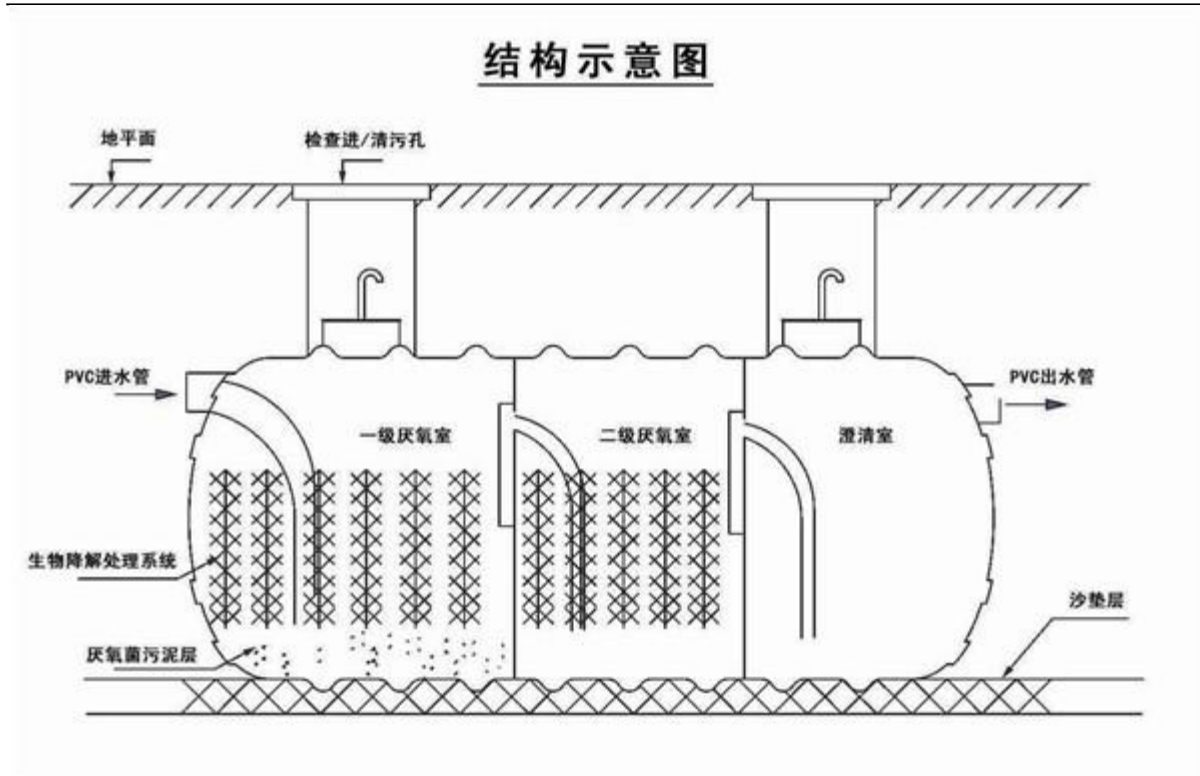 结构示意图
地平面
检查进/清污孔
PVC进水管
PVC出水管
一级厌氧室
二级厌氧室
澄清室
生物降解处理系统
沙垫层
厌氧菌污泥层